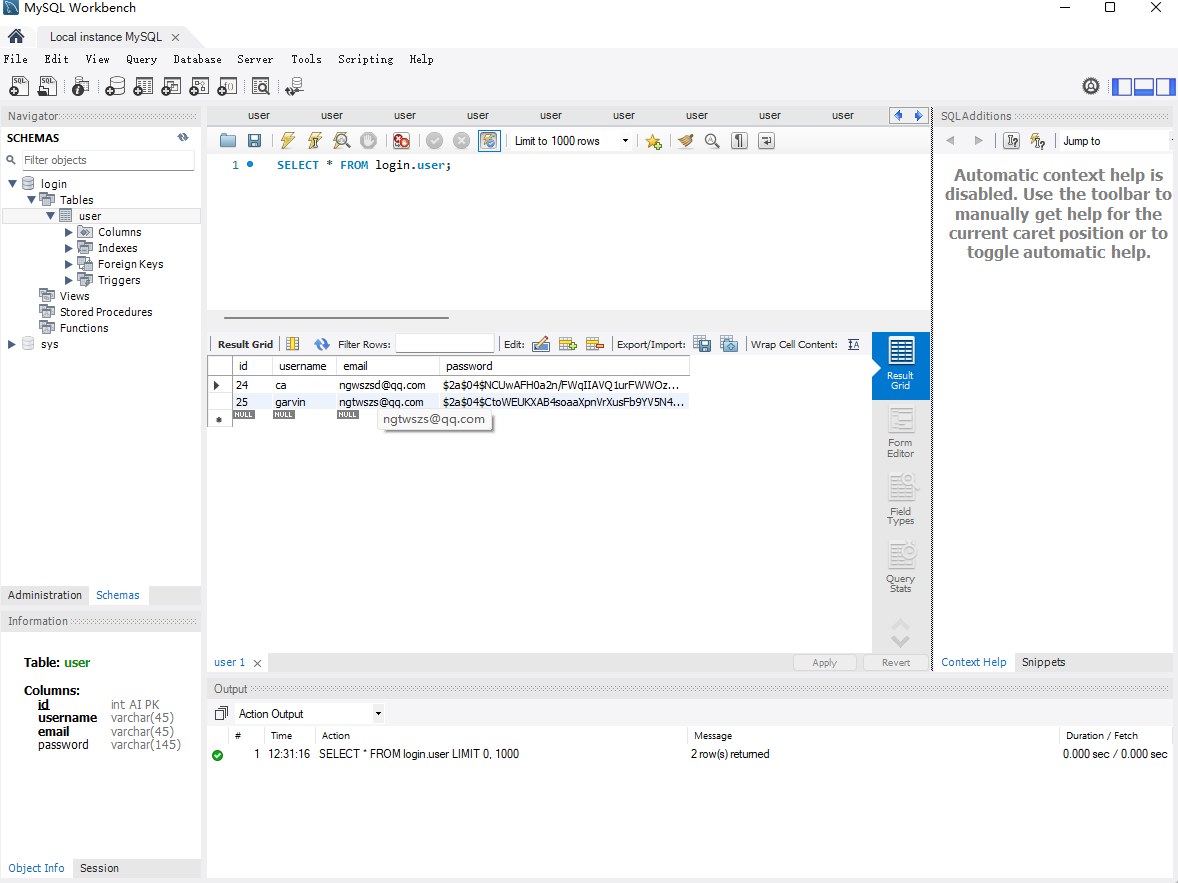 MySQL Workbench
Local instance MySQL
File Edit View Query Database Server Tools Scripting Help
Navigator
SCHEMAS
Filter objects
login
Tables
user
Columns
Indexes
Foreign Keys
Triggers
Views
Stored Procedures
Functions
sys
Administration Schemas
Information
Table: user
Columns:
id int AI PK
username varchar(45)
email varchar(45)
password varchar(145)
Object Info Session
user user user user user user user user user
Limit to 1000 rows
1 SELECT * FROM login.user;
Result Grid Filter Rows: Edit: Export/Import: Wrap Cell Content:
id username email password
24 ca ngwszsd@qq.com $2a$04$NCUwAFH0a2n/FWqIIAVQ1urFWWOz...
25 garvin ngtwszs@qq.com $2a$04$CtoWEUKXAB4soaaXpnVrXusFb9YV5N4...
NULL NULL NULL
ngtwszs@qq.com
Result
Grid
Form
Editor
Field
Types
Query
Stats
user 1 Apply Revert
SQLAdditions
Jump to
Automatic context help is
disabled. Use the toolbar to
manually get help for the
current caret position or to
toggle automatic help.
Context Help Snippets
Output
Action Output
# Time Action Message Duration / Fetch
1 12:31:16 SELECT * FROM login.user LIMIT 0, 1000 2 row(s) returned 0.000 sec / 0.000 sec